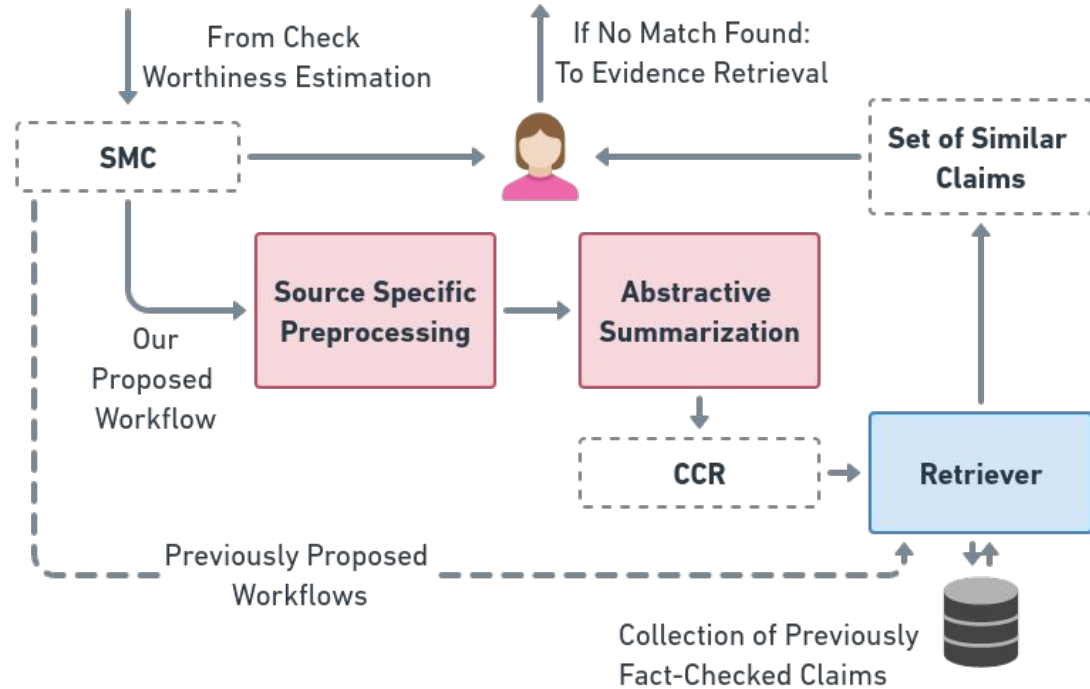 From Check
Worthiness Estimation
If No Match Found:
To Evidence Retrieval
SMC
Set of Similar
Claims
Source Specific
Preprocessing
Abstractive
Summarization
Our
Proposed
Workflow
CCR
Retriever
Previously Proposed
Workflows
Collection of Previously
Fact-Checked Claims